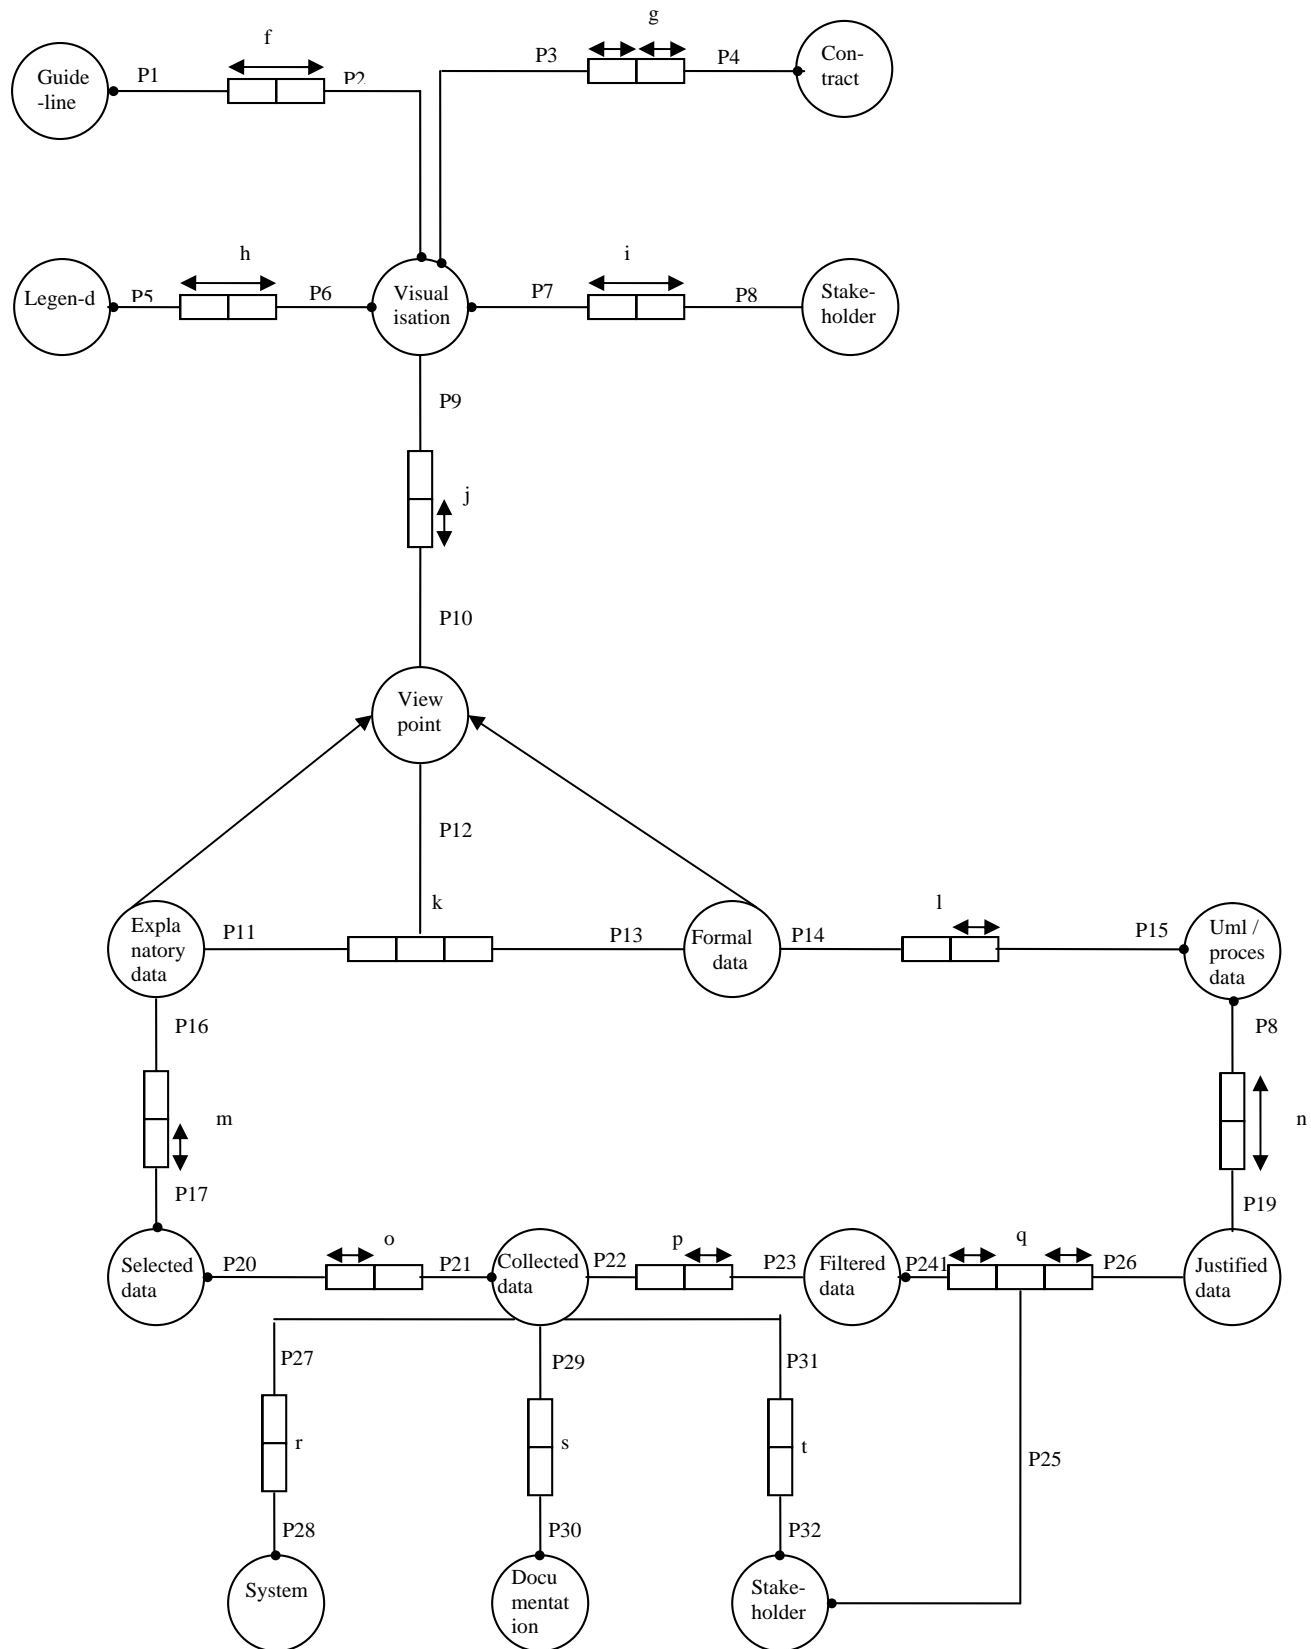 g
f
P3
P4
Con-
tract
Guide
-line
P1
P2
h
i
Legen-d
P5
P6
Visual
isation
P7
P8
Stake-
holder
P9
j
P10
View
point
P12
k
l
Expla
natory
data
P11
P13
Formal
data
P14
P15
Uml /
proces
data
P16
P8
m
n
P17
P19
o
p
q
Selected
data
P20
P21
Collected
data
P22
P23
Filtered
data
P241
P26
Justified
data
P27
P29
P31
r
s
t
P25
P28
P30
P32
System
Docu
mentat
ion
Stake-
holder